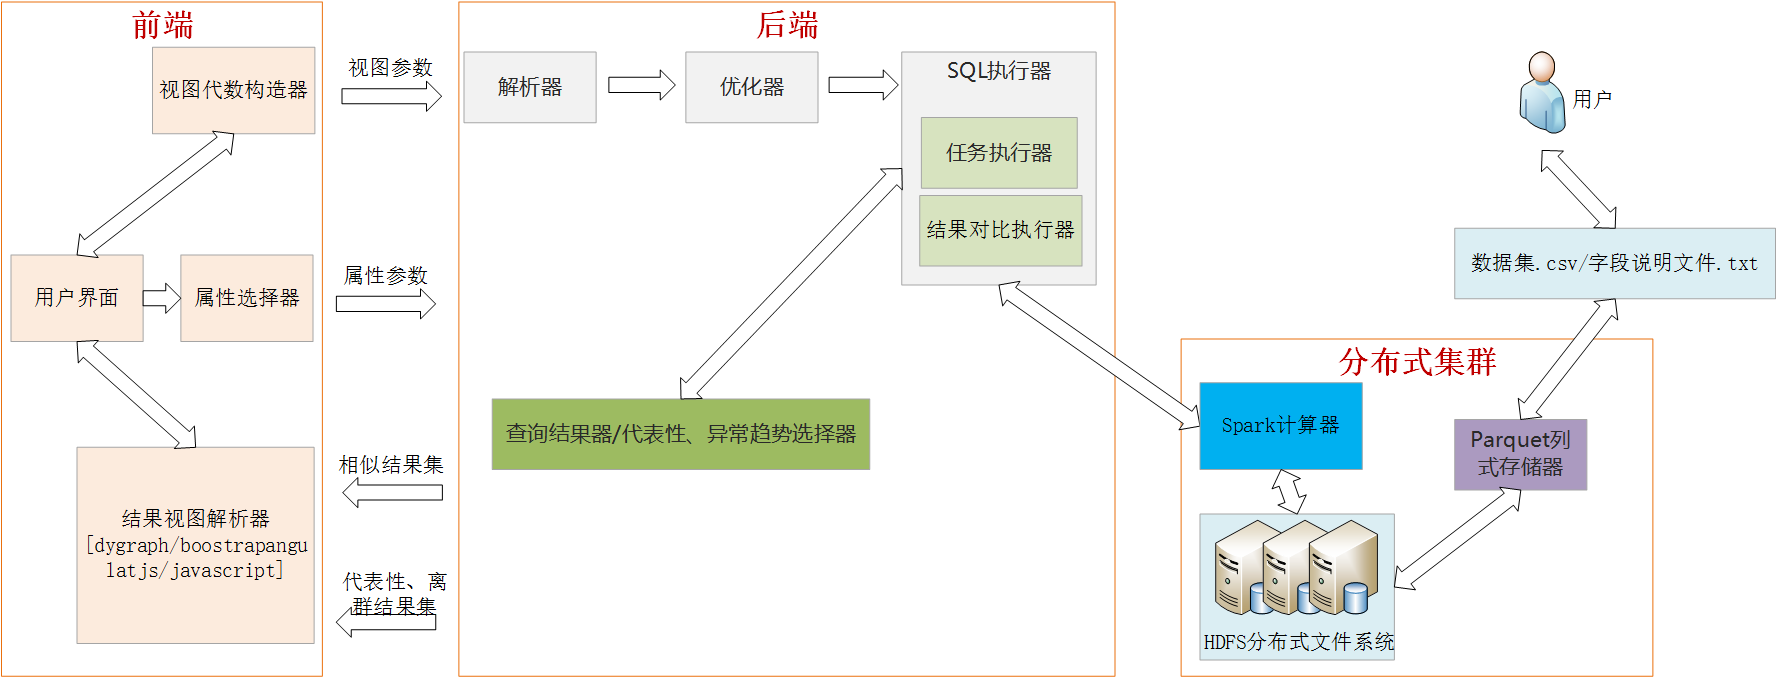 前端
视图代数构造器
用户界面
属性选择器
结果视图解析器
[dygraph/boostrapangu
latjs/javascript]
视图参数
属性参数
相似结果集
代表性、离
群结果集
后端
解析器
优化器
SQL执行器
任务执行器
结果对比执行器
查询结果器/代表性、异常趋势选择器
用户
数据集.csv/字段说明文件.txt
分布式集群
Spark计算器
Parquet列
式存储器
HDFS分布式文件系统